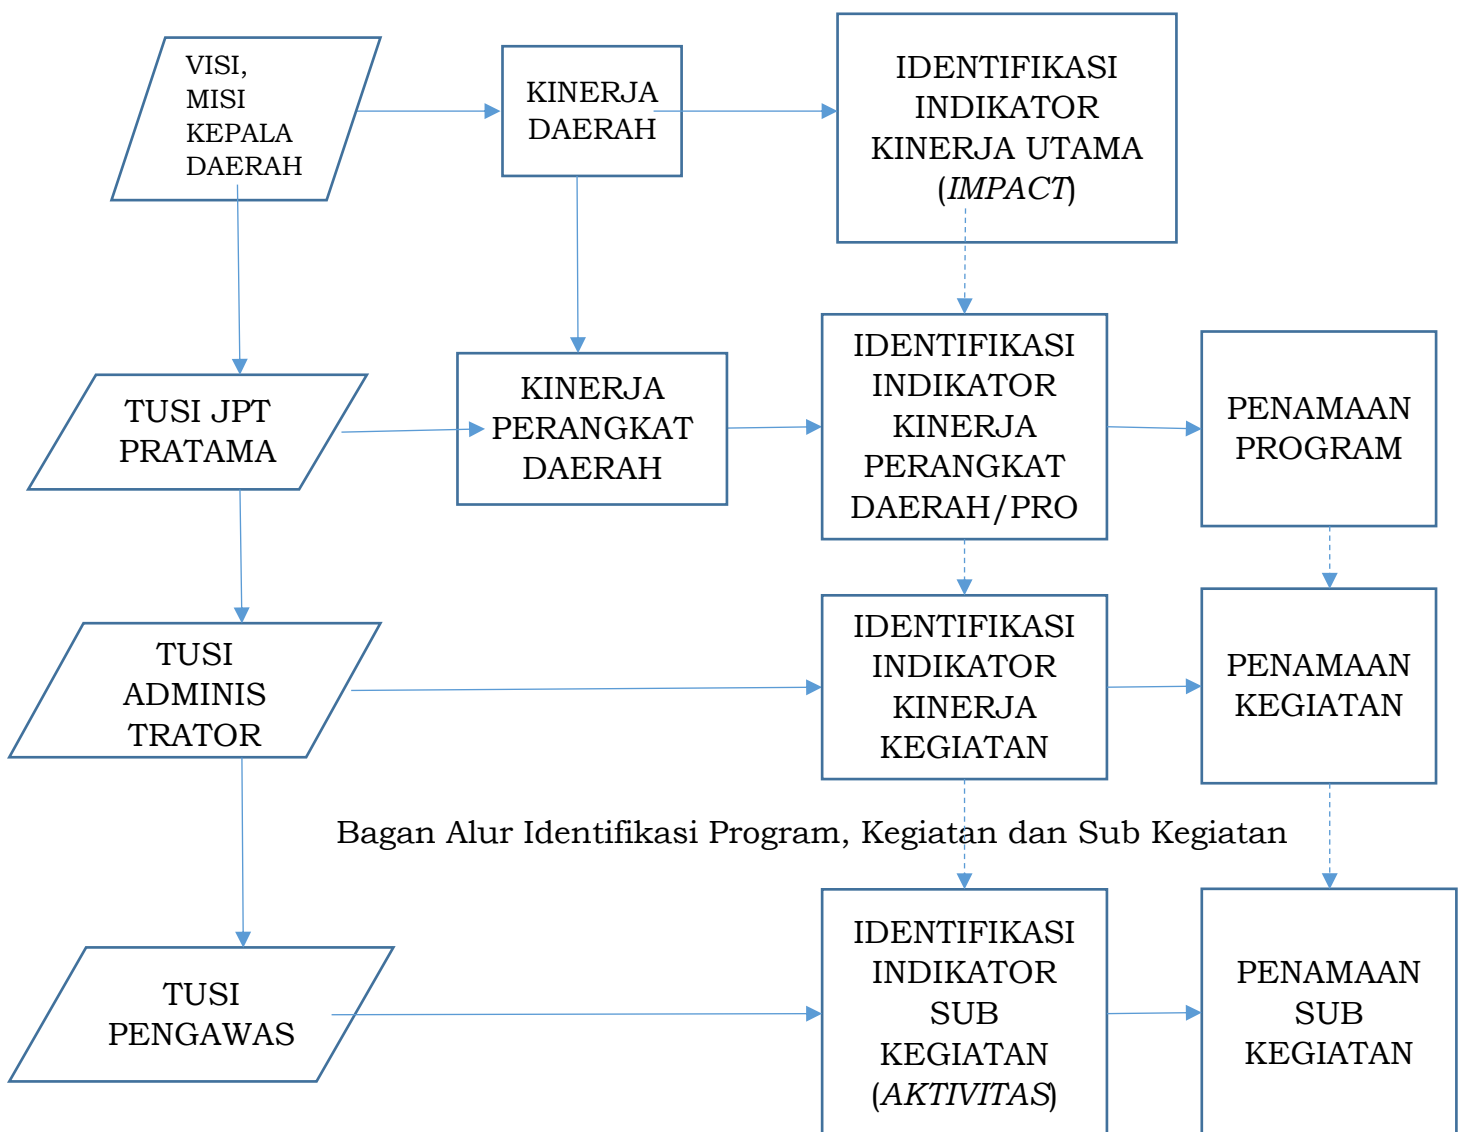 VISI,
MISI
KEPALA
DAERAH
KINERJA
DAERAH
IDENTIFIKASI
INDIKATOR
KINERJA UTAMA
(IMPACT)
TUSI JPT
PRATAMA
KINERJA
PERANGKAT
DAERAH
IDENTIFIKASI
INDIKATOR
KINERJA
PERANGKAT
DAERAH/PRO
PENAMAAN
PROGRAM
TUSI
ADMINIS
TRATOR
IDENTIFIKASI
INDIKATOR
KINERJA
KEGIATAN
PENAMAAN
KEGIATAN
Bagan Alur Identifikasi Program, Kegiatan dan Sub Kegiatan
TUSI
PENGAWAS
IDENTIFIKASI
INDIKATOR
SUB
KEGIATAN
(AKTIVITAS)
PENAMAAN
SUB
KEGIATAN